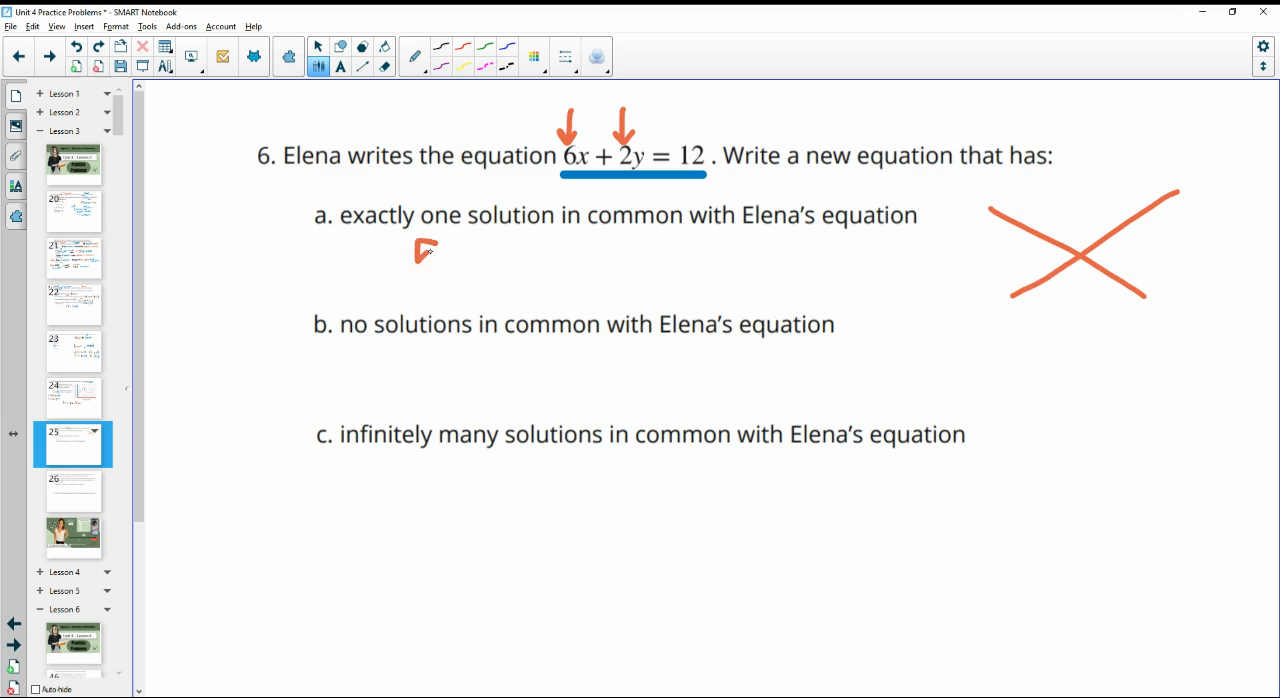 Unit 4 Practice Problems * - SMART Notebook
File Edit View Insert Format Tools Add-ons Account Help
Lesson 1
Lesson 2
Lesson 3
20
21
22
23
24
25
26
Lesson 4
Lesson 5
Lesson 6
46
Auto-hide
6. Elena writes the equation 6x + 2y = 12 . Write a new equation that has:
a. exactly one solution in common with Elena's equation
b. no solutions in common with Elena's equation
c. infinitely many solutions in common with Elena's equation